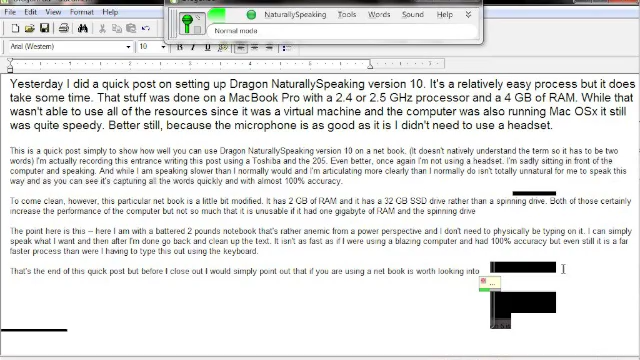 File Edit View Insert Format Help
NaturallySpeaking Tools Words Sound Help
Normal mode
Arial (Western) 10
Yesterday I did a quick post on setting up Dragon NaturallySpeaking version 10. It's a relatively easy process but it does
take some time. That stuff was done on a MacBook Pro with a 2.4 or 2.5 GHz processor and a 4 GB of RAM. While that
wasn't able to use all of the resources since it was a virtual machine and the computer was also running Mac OSx it still
was quite speedy. Better still, because the microphone is as good as it is I didn't need to use a headset.
This is a quick post simply to show how well you can use Dragon NaturallySpeaking version 10 on a net book. (It doesn't natively understand the term so it has to be two
words) I'm actually recording this entrance writing this post using a Toshiba and the 205. Even better, once again I'm not using a headset. I'm sadly sitting in front of the
computer and speaking. And while I am speaking slower than I normally would and I'm articulating more clearly than I normally do isn't totally unnatural for me to speak this
way and as you can see it's capturing all the words quickly and with almost 100% accuracy.
To come clean, however, this particular net book is a little bit modified. It has 2 GB of RAM and it has a 32 GB SSD drive rather than a spinning drive. Both of those certainly
increase the performance of the computer but not so much that it is unusable if it had one gigabyte of RAM and the spinning drive
The point here is – here I am with a battered 2 pounds notebook that's rather anemic from a power perspective and I don't need to physically be typing on it. I can simply
speak what I want and then after I'm done go back and clean up the text. It isn't as fast as if I were using a blazing computer and had 100% accuracy but even still it is a far
faster process than were I having to type this out using the keyboard.
That's the end of this quick post but before I close out I would simply point out that if you are using a net book is worth looking into
...